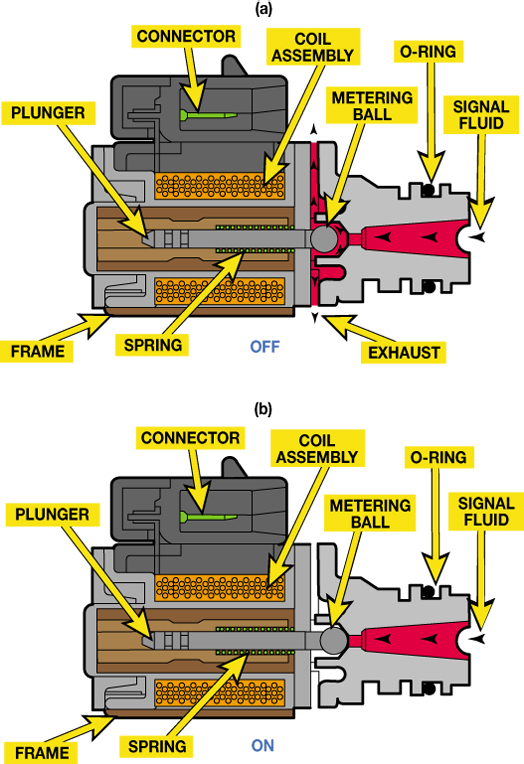 (a)
CONNECTOR
COIL
ASSEMBLY
O-RING
METERING
BALL
SIGNAL
FLUID
PLUNGER
FRAME
SPRING
OFF
EXHAUST
(b)
CONNECTOR
COIL
ASSEMBLY
O-RING
METERING
BALL
SIGNAL
FLUID
PLUNGER
FRAME
SPRING
ON